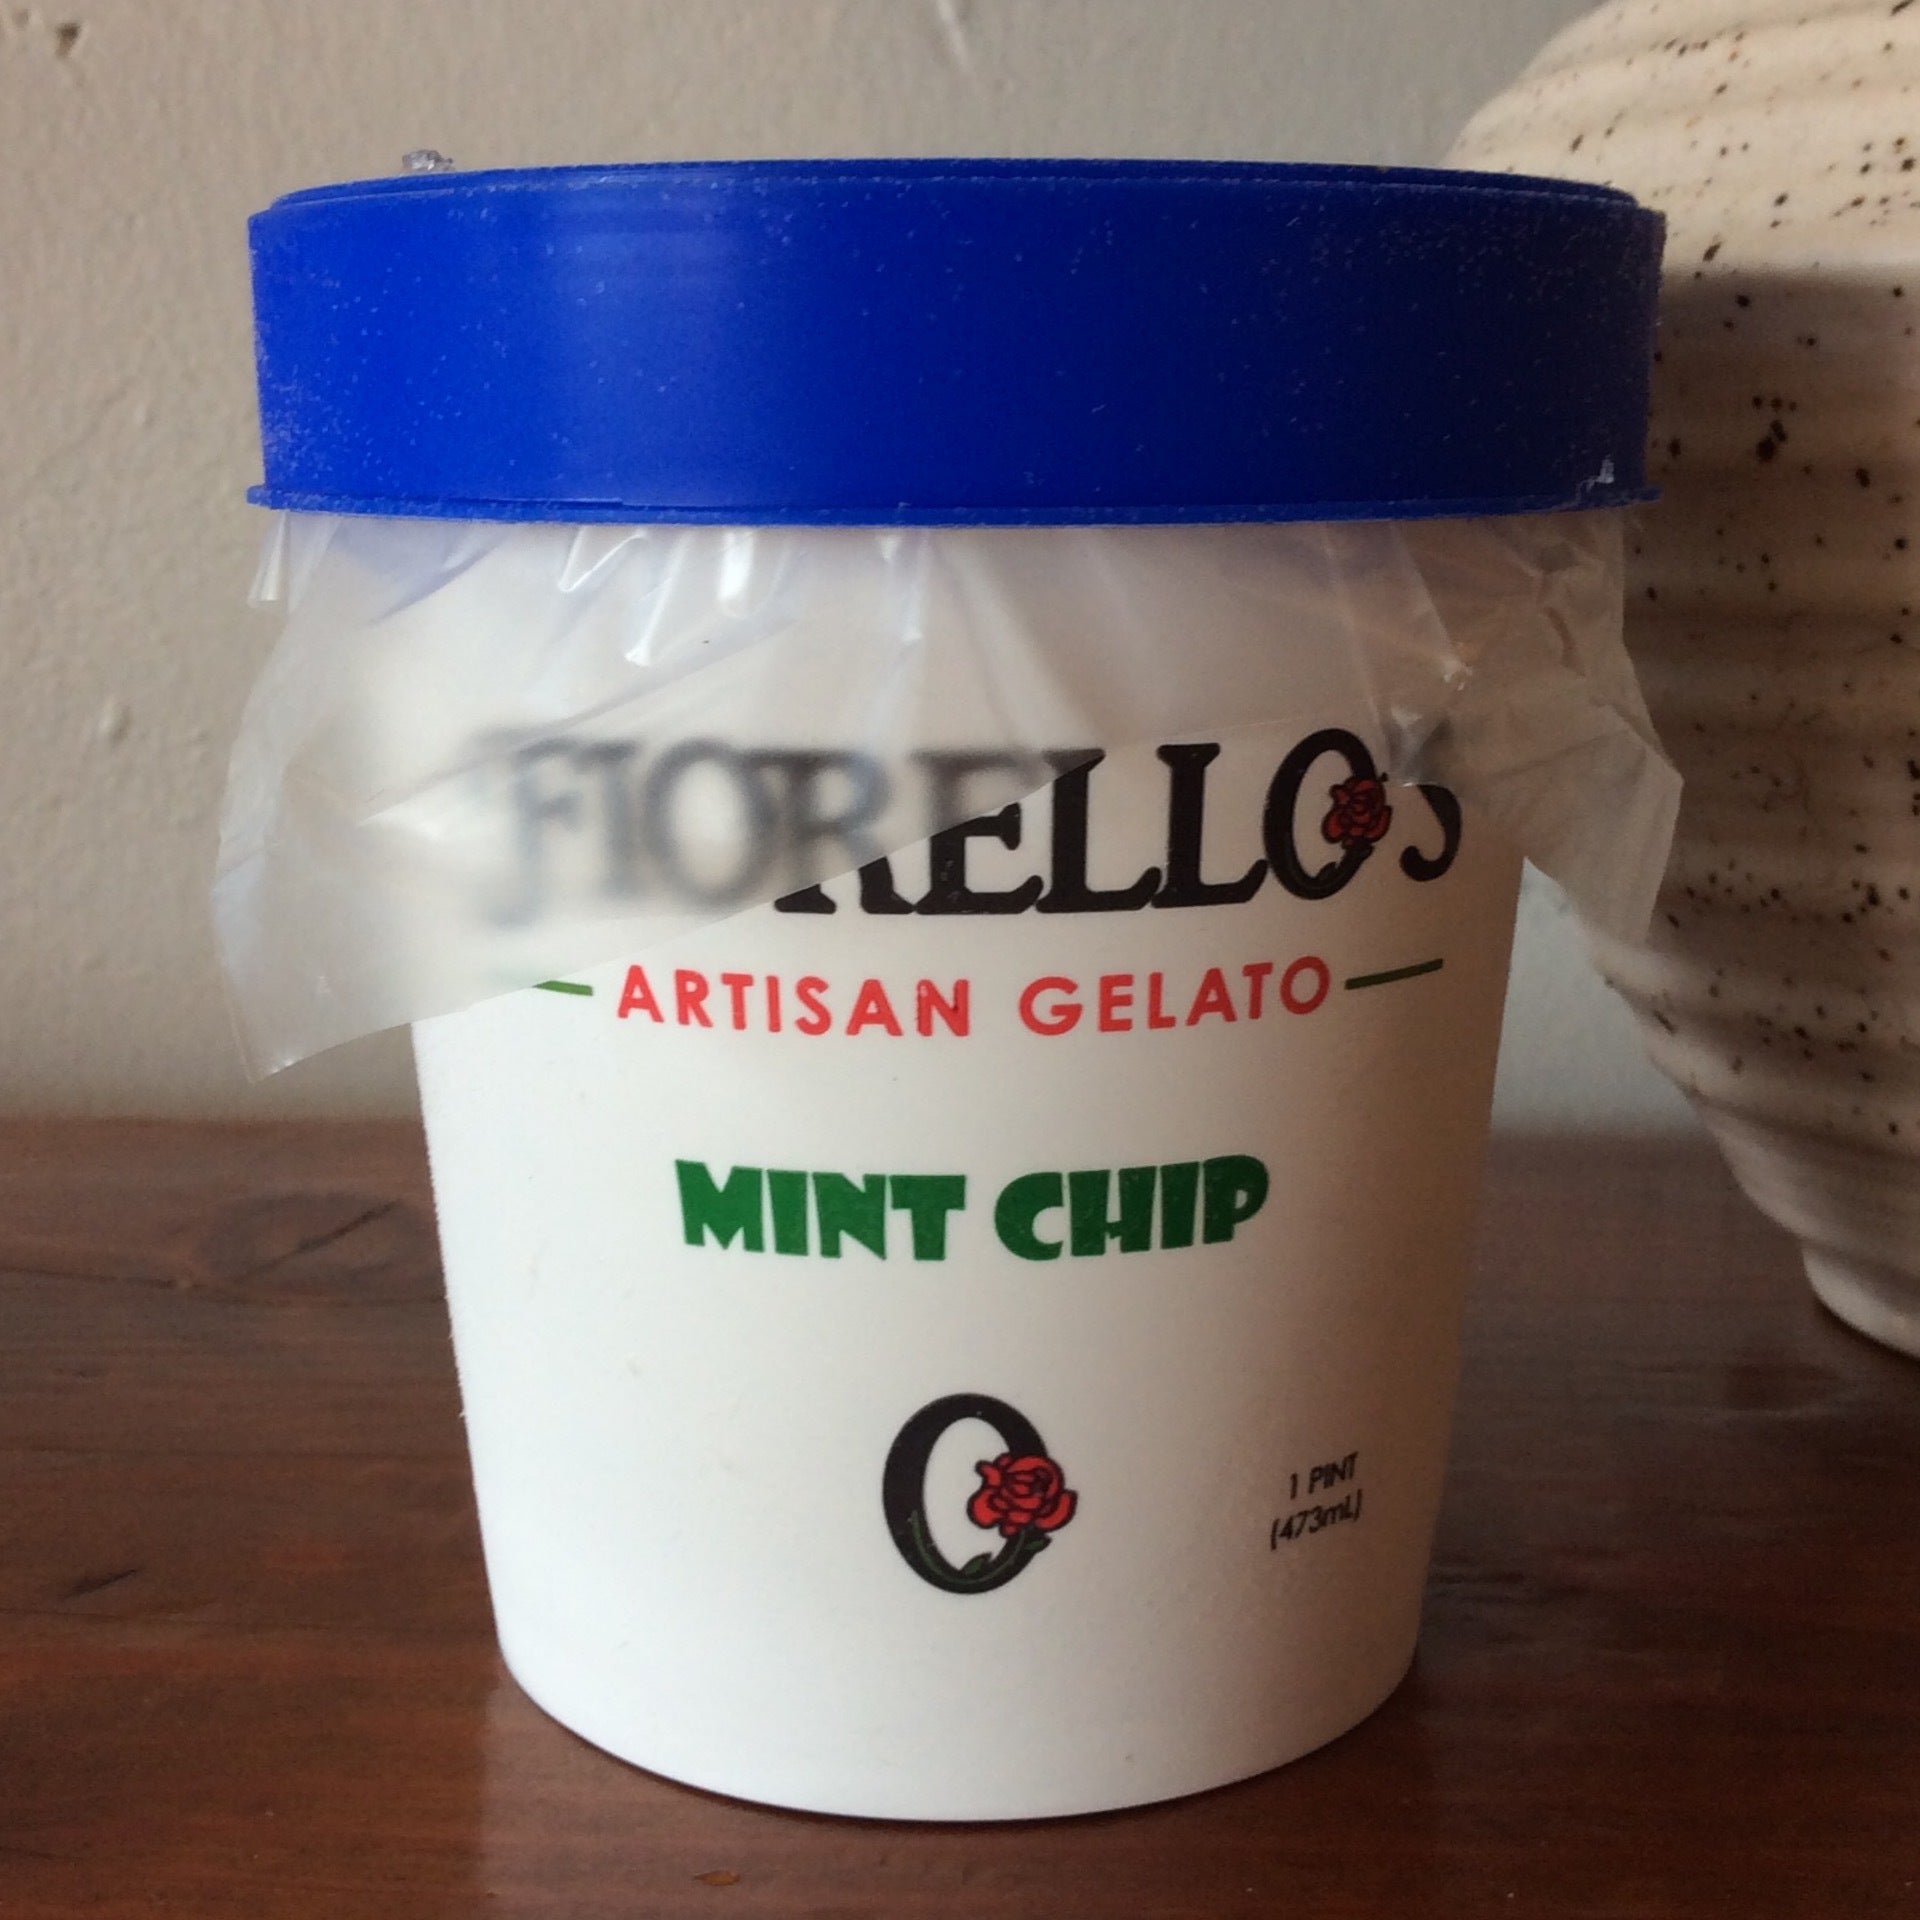 FIORELLO'S
ARTISAN GELATO
MINT CHIP
O
1 PINT
(473mL)